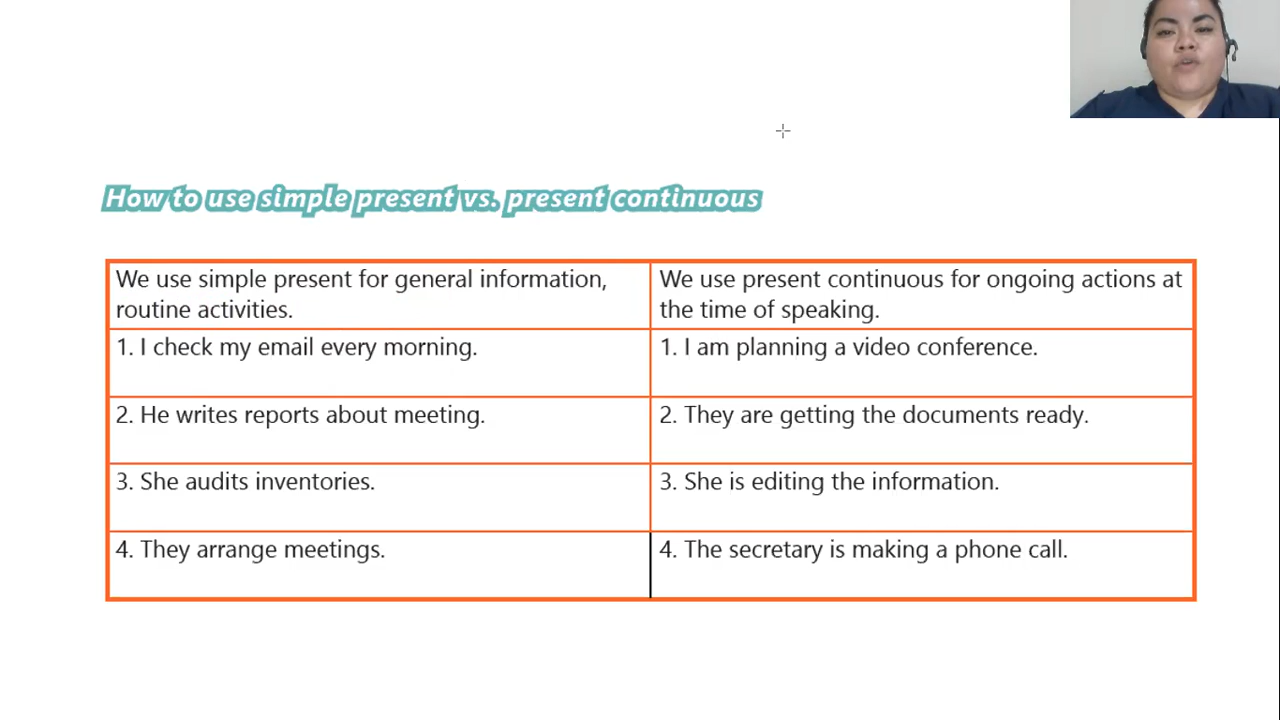 How to use simple present vs. present continuous
We use simple present for general information,
routine activities.
We use present continuous for ongoing actions at
the time of speaking.
1. I check my email every morning.
1. I am planning a video conference.
2. He writes reports about meeting.
2. They are getting the documents ready.
3. She audits inventories.
3. She is editing the information.
4. They arrange meetings.
4. The secretary is making a phone call.